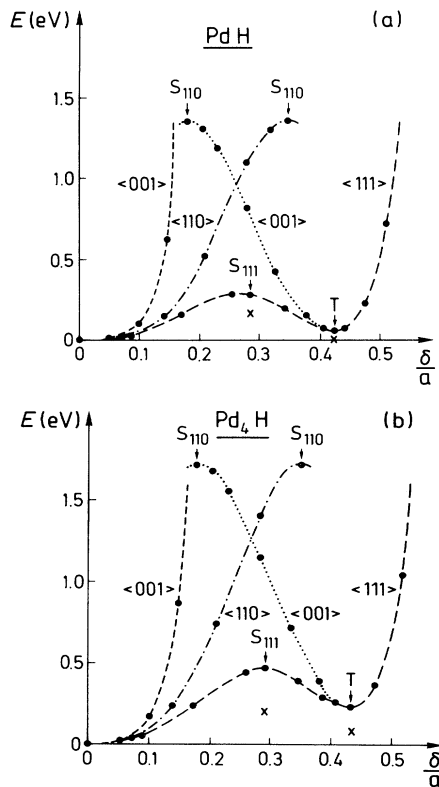 E (eV)
Pd H
(a)
S110
S110
1.5
<001>
<111>
1.0
<110>
<001>
0.5
S111
T
x
x
0
0
0.1
0.2
0.3
0.4
0.5
δ/a
E (eV)
Pd4 H
(b)
S110
S110
1.5
<001>
<111>
1.0
<110>
<001>
S111
0.5
T
x
x
0
0
0.1
0.2
0.3
0.4
0.5
δ/a